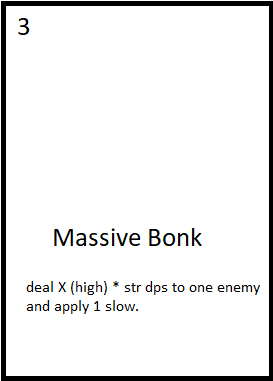 3
Massive Bonk
deal X (high) * str dps to one enemy
and apply 1 slow.